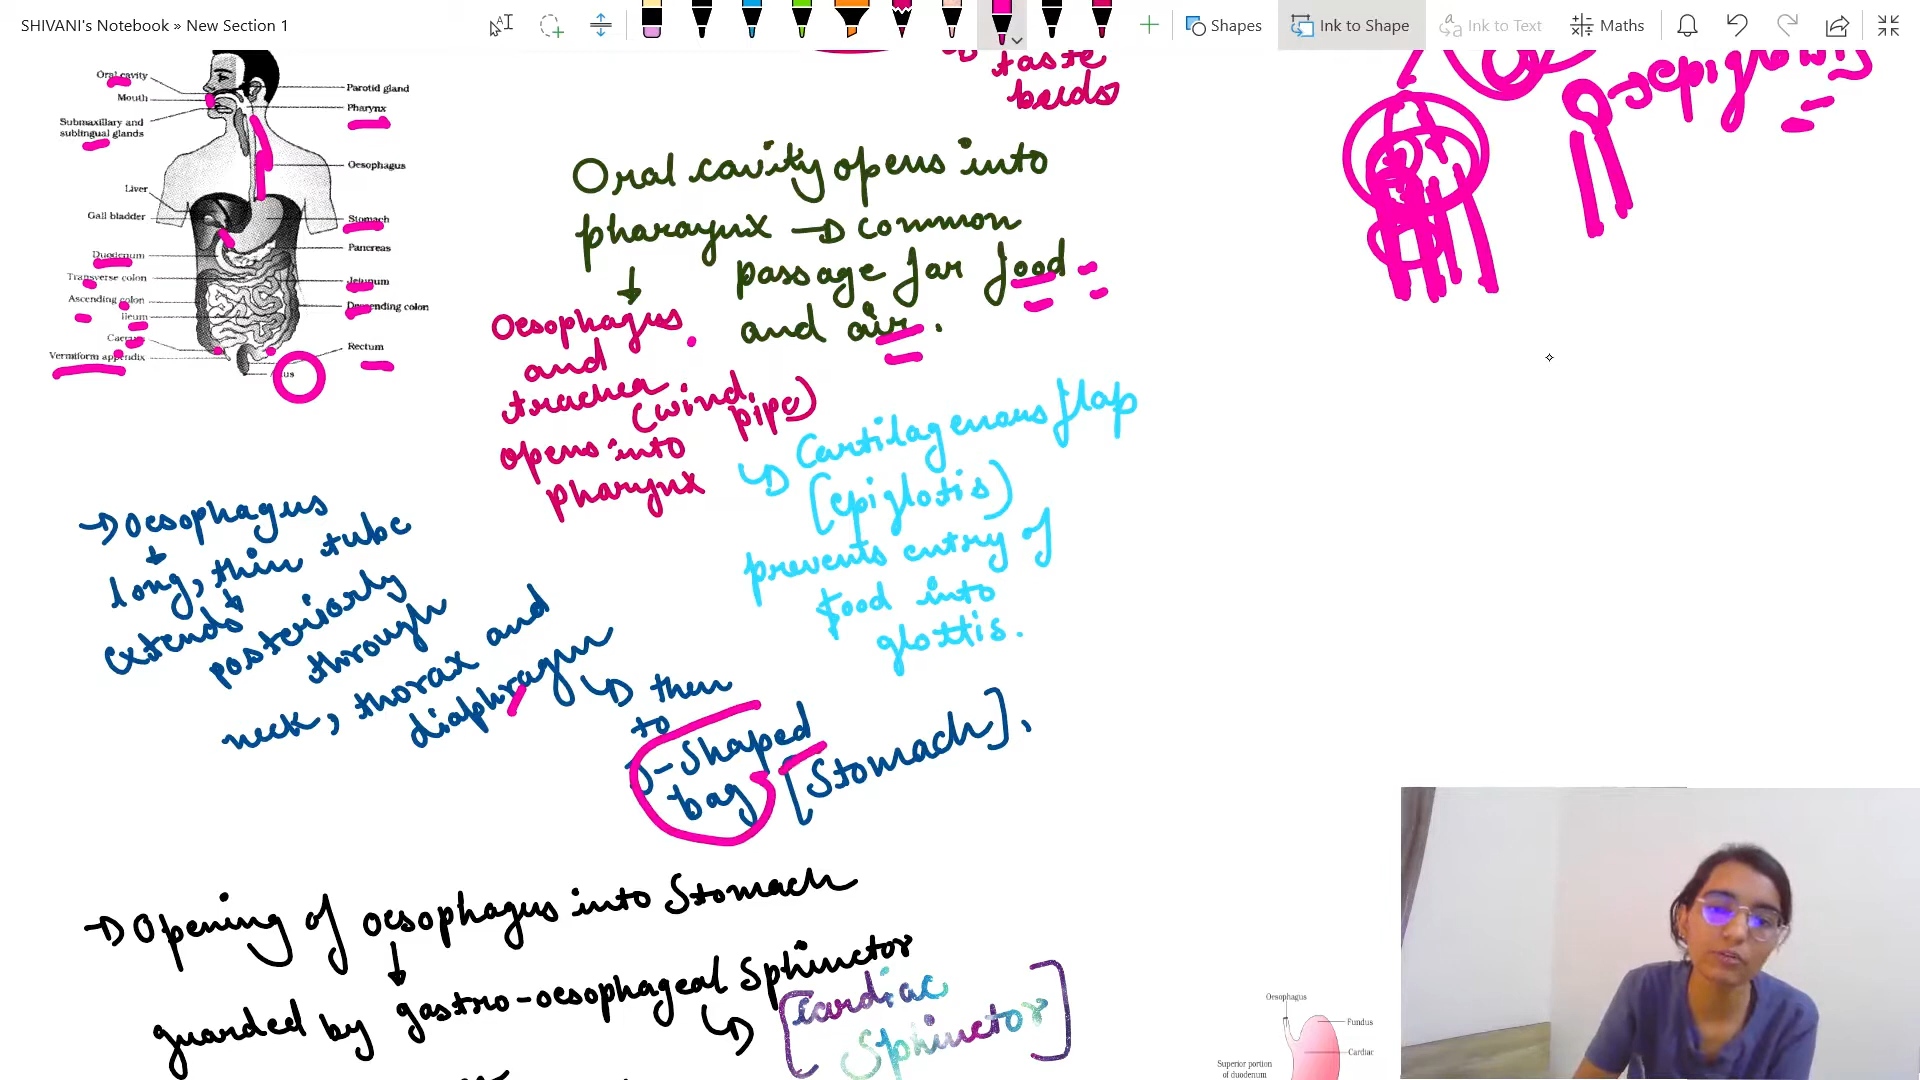 SHIVANI's Notebook » New Section 1
Shapes
Ink to Shape
Ink to Text
Maths
Oral cavity
Mouth
Submaxillary and
sublingual glands
Liver
Gall bladder
Duodenum
Transverse colon
Ascending colon
Ileum
Vermiform appendix
Parotid gland
Pharynx
Oesophagus
Stomach
Pancreas
Jejunum
Descending colon
Rectum
taste
buds
epiglottis
Oral cavity opens into
pharaynx → common
passage for food
and air.
Oesophagus
and
trachea
(wind
pipe)
opens into
pharynx
Cartilagenous flap
[epiglotis)
prevents entry of
food into
glottis.
→ Oesophagus
long, thin tube
extends
posteriorly
through
neck, thorax and
diaphragm
then
to
J-Shaped
bag [Stomach].
→ Opening of oesophagus into Stomach
guarded by gastro-oesophageal Sphinctor
[Cardiac
Sphinctor]
Oesophagus
Fundus
Cardiac
Superior portion
of duodenum